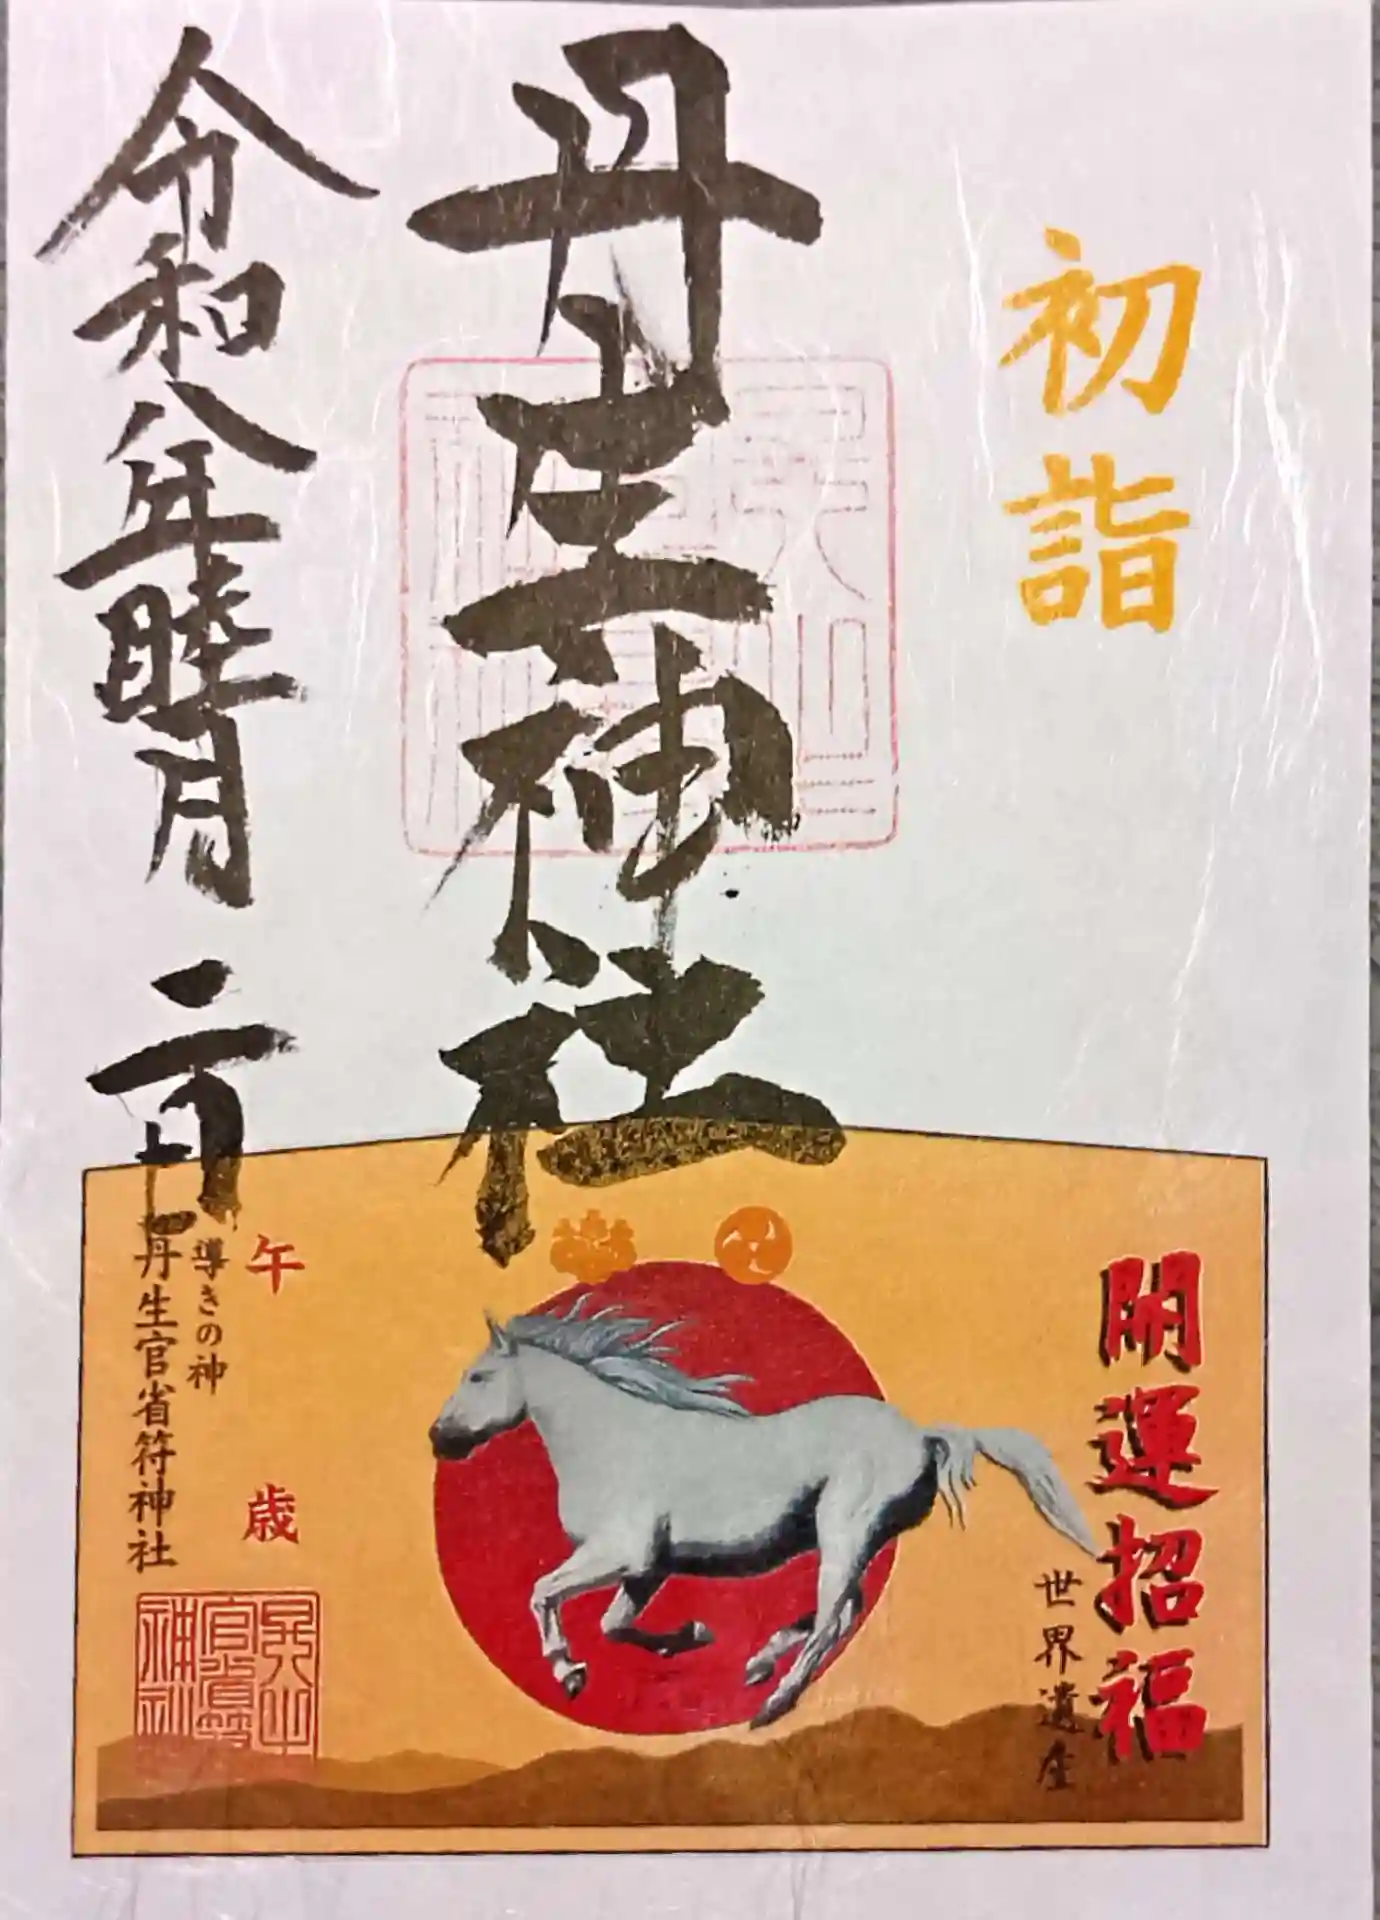 初詣
丹生神社
令和八年睦月二日
開運招福
世界遺産
午歳
導きの神
丹生官省符神社